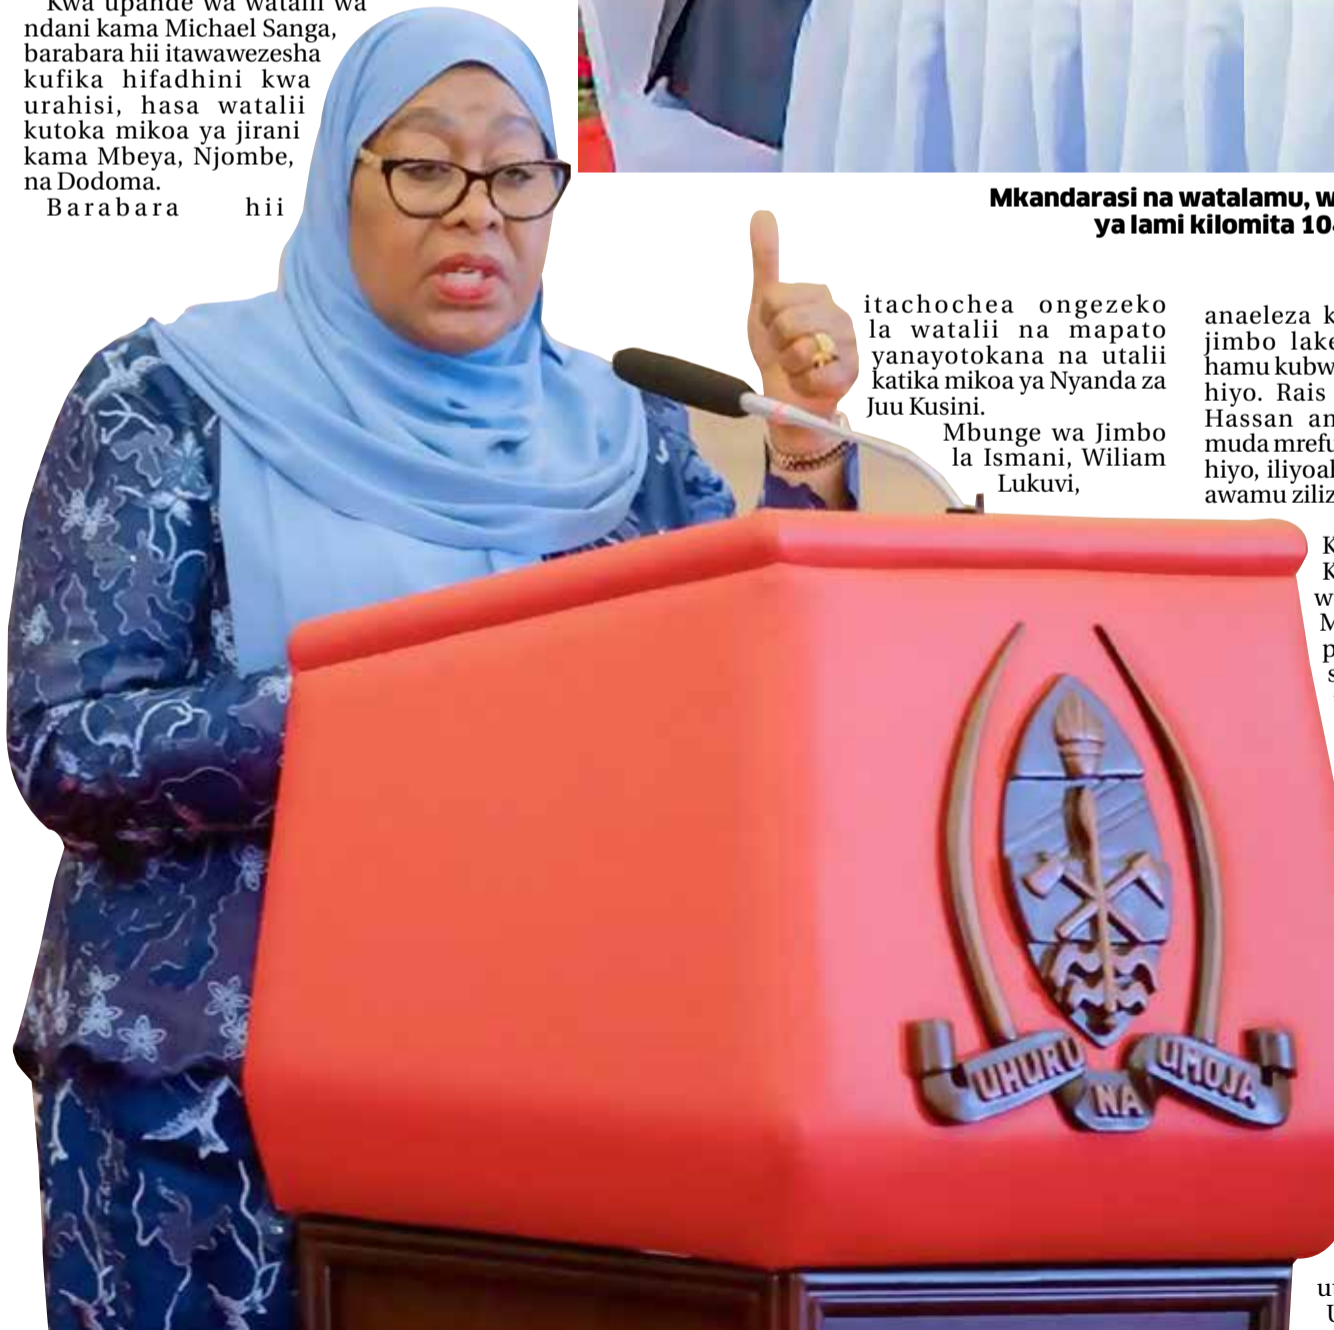 Kwa upande wa watalii wa
ndani kama Michael Sanga,
barabara hii itawawezesha
kufika hifadhini kwa
urahisi, hasa watalii
kutoka mikoa ya jirani
kama Mbeya, Njombe,
na Dodoma.
Barabara hii
Mkandarasi na watalamu,
ya lami kilomita
itachochea ongezeko
la watalii na mapato
yanayotokana na utalii
katika mikoa ya Nyanda za
Juu Kusini.
Mbunge wa Jimbo
la Ismani, Wiliam
Lukuvi,
anaeleza
jimbo lake
hamu
hiyo. Rais
Hassan
muda mrefu
hiyo,
awamu
UHURU NA UMOJA